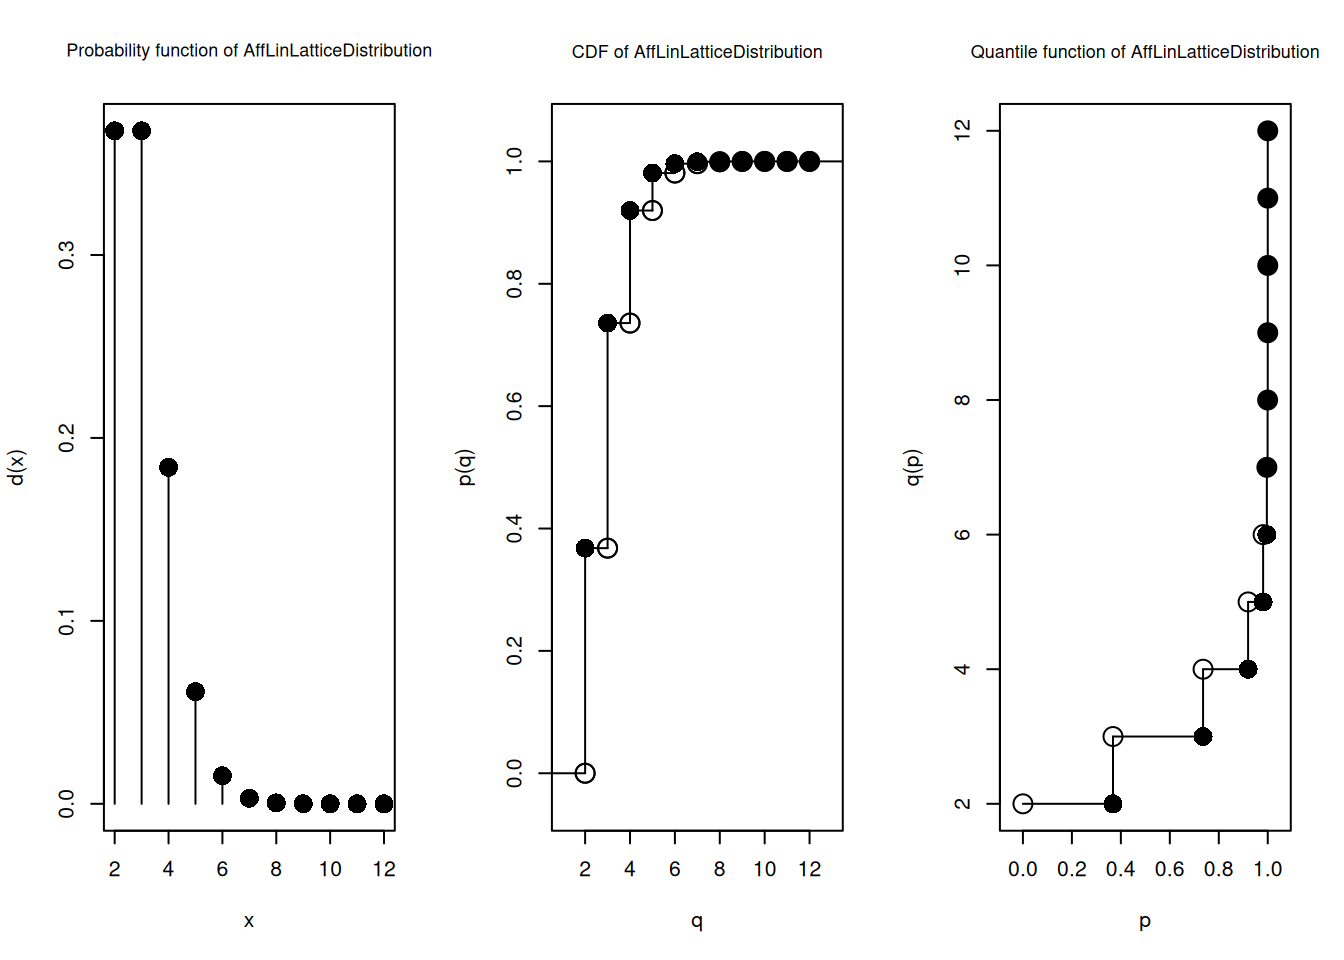 Probability function of AffLinLatticeDistribution
d(x)
0.0 0.1 0.2 0.3
2 4 6 8 10 12
x
CDF of AffLinLatticeDistribution
p(q)
0.0 0.2 0.4 0.6 0.8 1.0
2 4 6 8 10 12
q
Quantile function of AffLinLatticeDistribution
q(p)
2 4 6 8 10 12
0.0 0.2 0.4 0.6 0.8 1.0
p